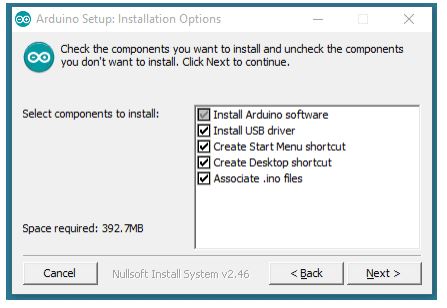 Arduino Setup: Installation Options
Check the components you want to install and uncheck the components
you don't want to install. Click Next to continue.
Select components to install:
Install Arduino software
Install USB driver
Create Start Menu shortcut
Create Desktop shortcut
Associate .ino files
Space required: 392.7MB
Cancel
Nullsoft Install System v2.46
< Back
Next >